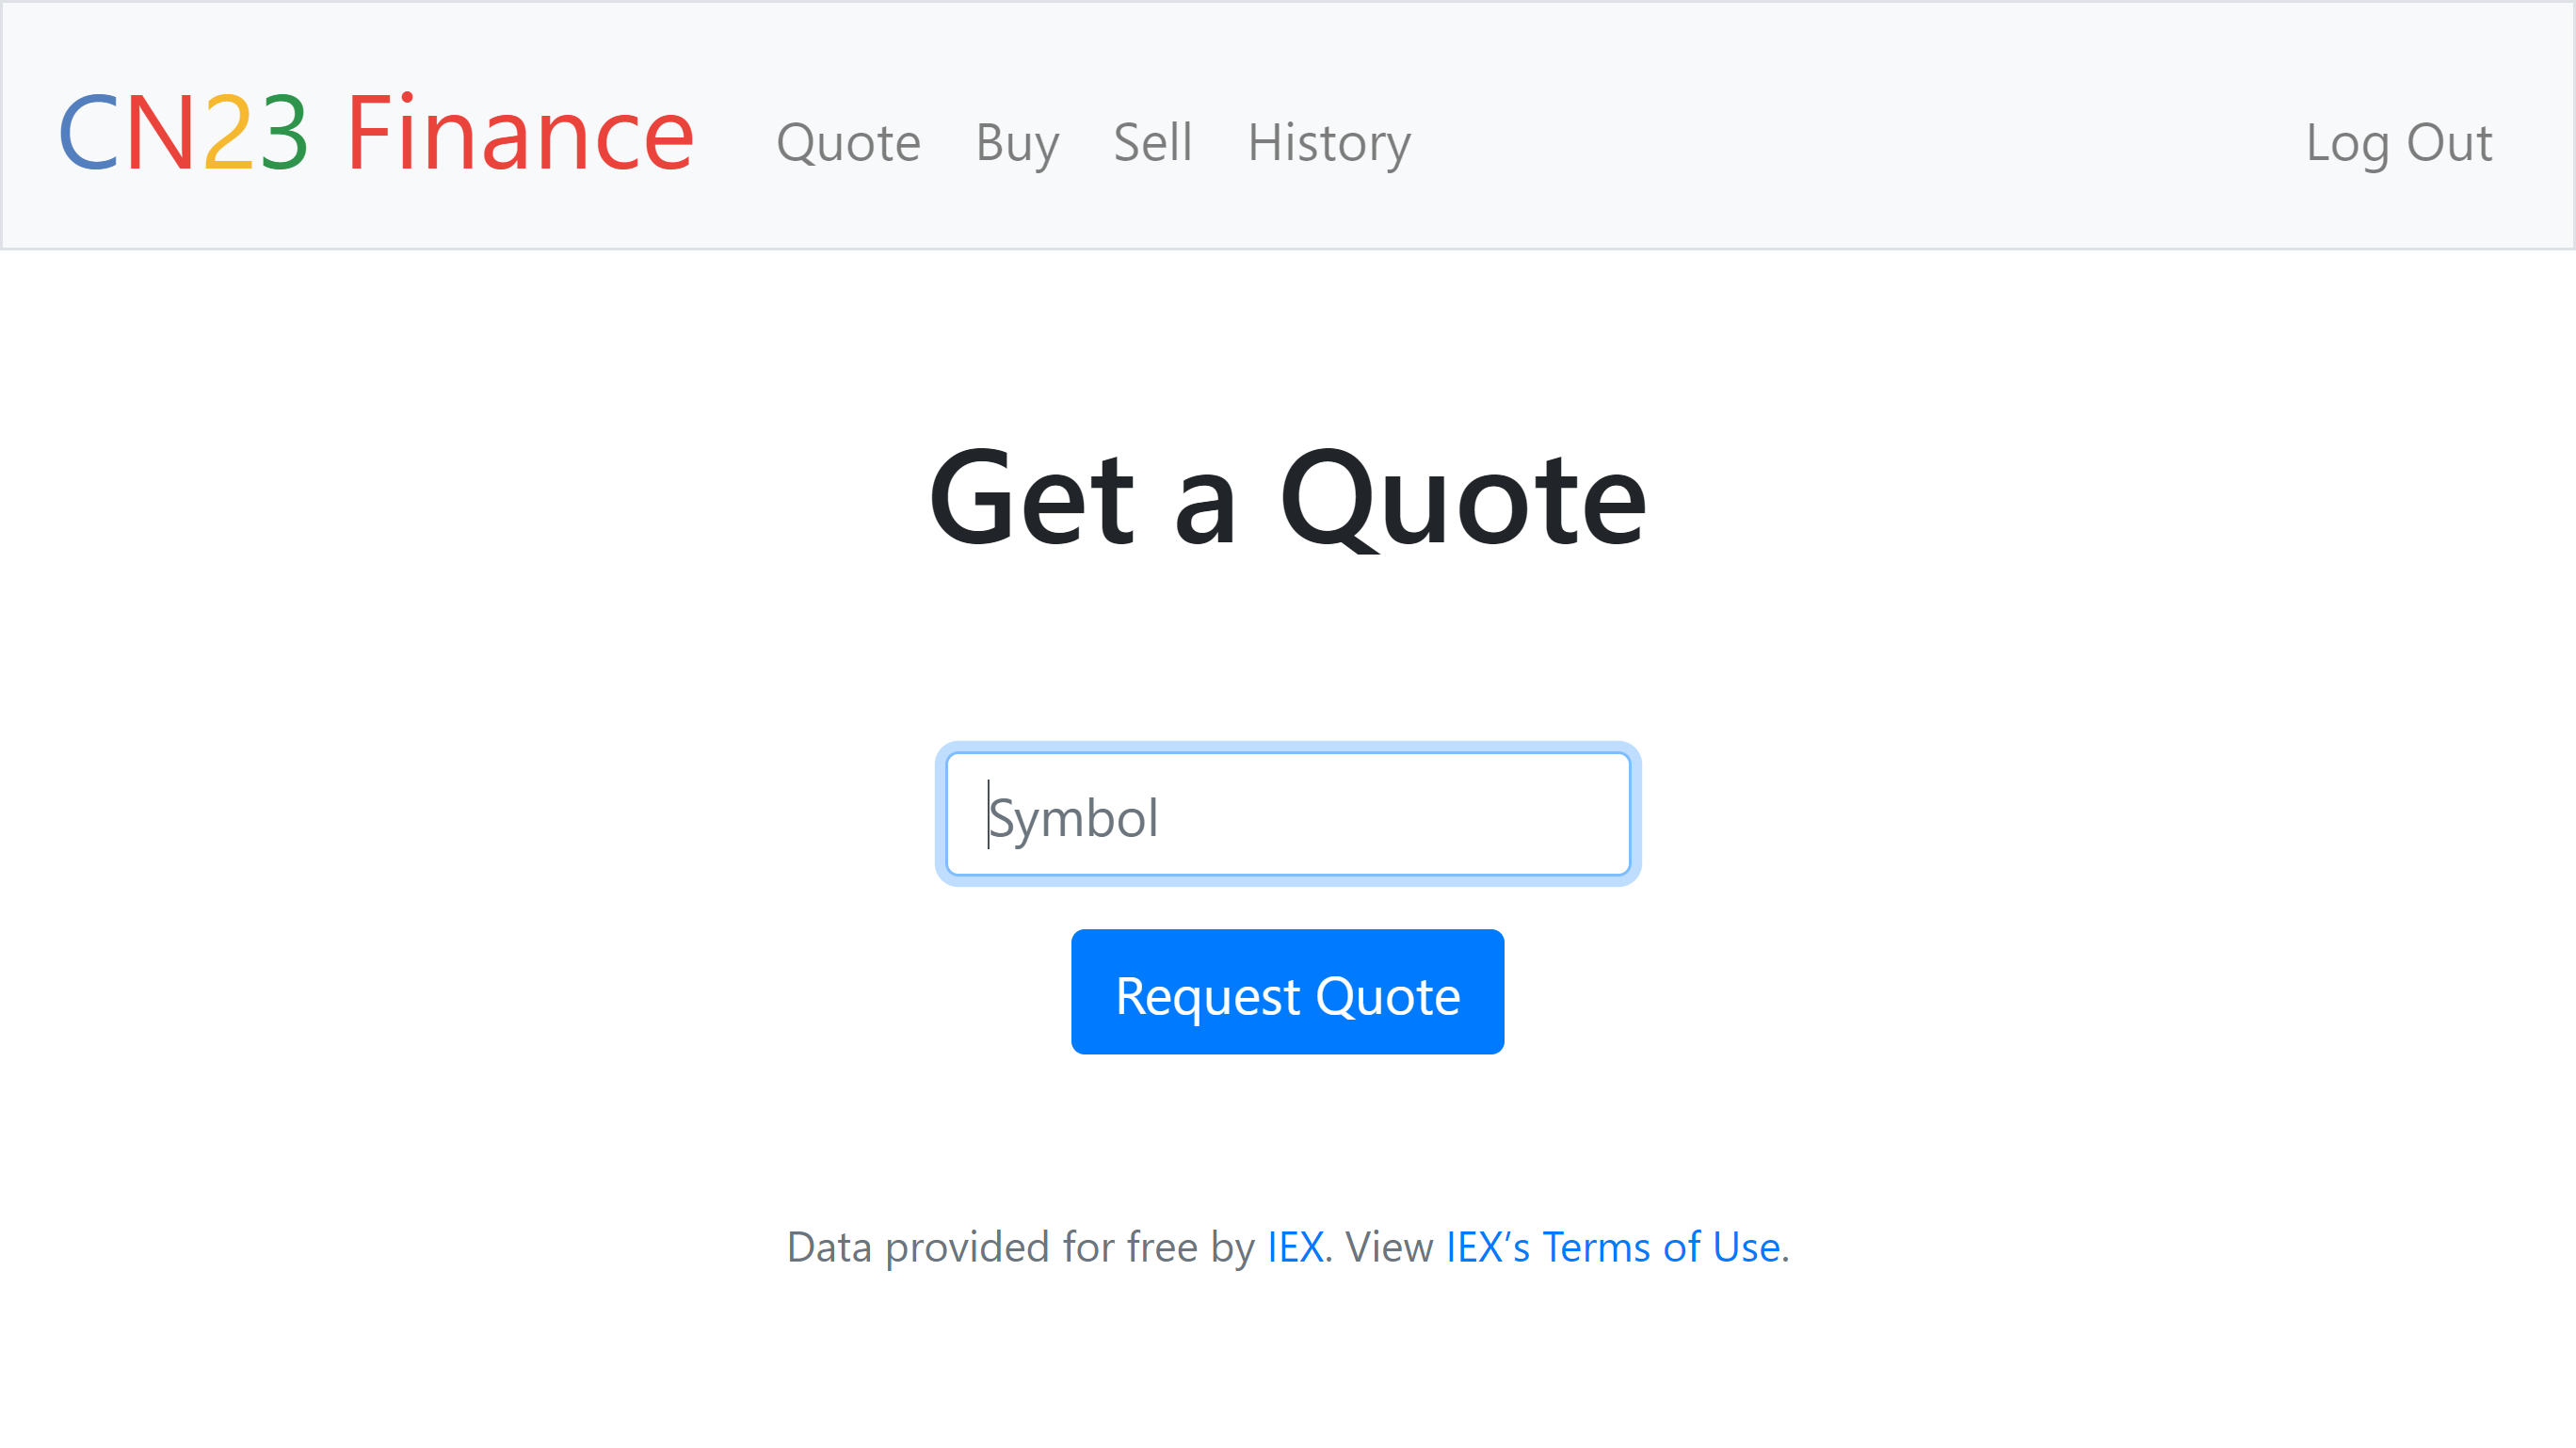 CN23 Finance Quote Buy Sell History Log Out
Get a Quote
Symbol
Request Quote
Data provided for free by IEX. View IEX’s Terms of Use.